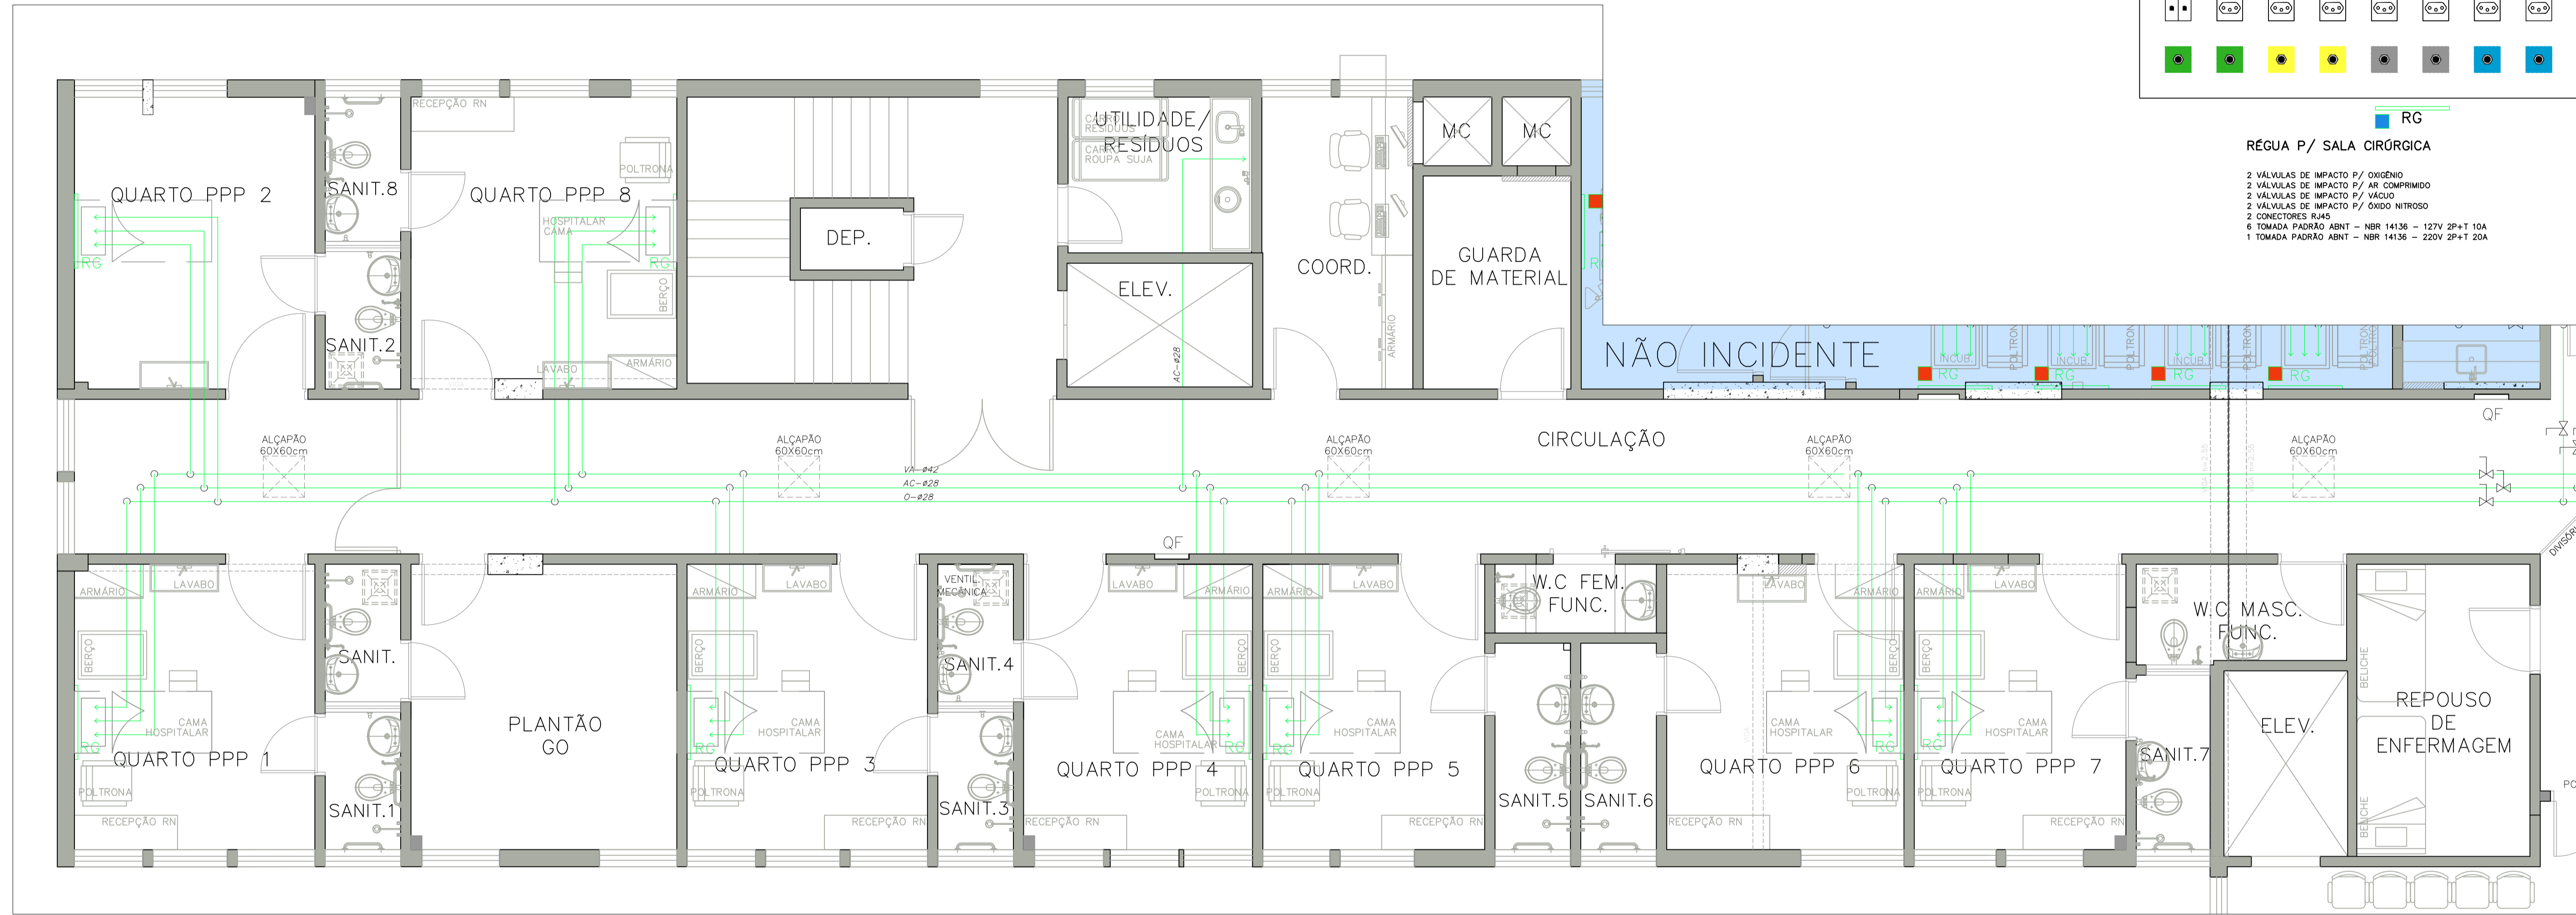 RG
RÉGUA P/ SALA CIRÚRGICA
2 VÁLVULAS DE IMPACTO P/ OXIGÊNIO
2 VÁLVULAS DE IMPACTO P/ AR COMPRIMIDO
2 VÁLVULAS DE IMPACTO P/ VÁCUO
2 VÁLVULAS DE IMPACTO P/ ÓXIDO NITROSO
2 CONECTORES RJ45
6 TOMADA PADRÃO ABNT – NBR 14136 – 127V 2P+T 10A
1 TOMADA PADRÃO ABNT – NBR 14136 – 220V 2P+T 20A
QUARTO PPP 2
RG
SANIT.8
SANIT.2
RECEPÇÃO RN
POLTRONA
QUARTO PPP 8
HOSPITALAR
CAMA
RG
BERÇO
LAVABO
ARMÁRIO
DEP.
UTILIDADE/
RESÍDUOS
CARRO
RESÍDUOS
CARRO
ROUPA SUJA
ELEV.
AC-ø28
COORD.
ARMÁRIO
MC
MC
GUARDA
DE MATERIAL
NÃO INCIDENTE
INCUB.
POLTRONA
RG
INCUB.
RG
INCUB.
RG
RG
QF
CIRCULAÇÃO
ALÇAPÃO
60X60cm
ALÇAPÃO
60X60cm
ALÇAPÃO
60X60cm
ALÇAPÃO
60X60cm
ALÇAPÃO
60X60cm
VA-ø42
AC-ø28
O-ø28
QF
ARMÁRIO
LAVABO
BERÇO
CAMA
HOSPITALAR
RG
QUARTO PPP 1
POLTRONA
RECEPÇÃO RN
SANIT.
SANIT.1
PLANTÃO
GO
ARMÁRIO
LAVABO
BERÇO
CAMA
HOSPITALAR
RG
QUARTO PPP 3
POLTRONA
RECEPÇÃO RN
VENTIL.
MECÂNICA
SANIT.4
SANIT.3
LAVABO
ARMÁRIO
BERÇO
CAMA
HOSPITALAR
RG
QUARTO PPP 4
POLTRONA
RECEPÇÃO RN
ARMÁRIO
LAVABO
BERÇO
CAMA
HOSPITALAR
RG
QUARTO PPP 5
POLTRONA
RECEPÇÃO RN
W.C FEM.
FUNC.
SANIT.5
SANIT.6
LAVABO
ARMÁRIO
BERÇO
CAMA
HOSPITALAR
RG
QUARTO PPP 6
POLTRONA
RECEPÇÃO RN
ARMÁRIO
LAVABO
BERÇO
CAMA
HOSPITALAR
RG
QUARTO PPP 7
POLTRONA
RECEPÇÃO RN
W.C MASC.
FUNC.
SANIT.7
ELEV.
BELICHE
BELICHE
REPOUSO
DE
ENFERMAGEM